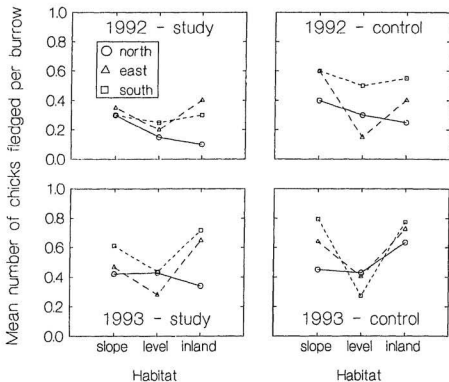 Mean number of chicks fledged per burrow
1.0
0.8
0.6
0.4
0.2
0.0
1992 - study
north
east
south
1992 - control
1.0
0.8
0.6
0.4
0.2
0.0
1993 - study
1993 - control
slope level inland
slope level inland
Habitat
Habitat